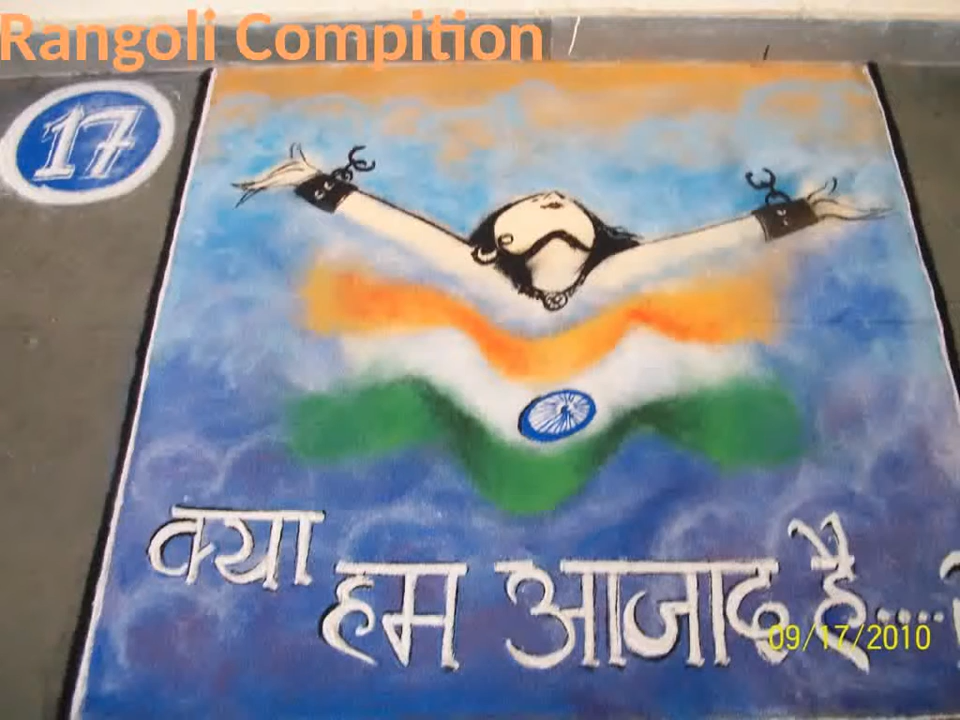 Rangoli Compition
17
क्या
हम आजाद है....
09/17/2010